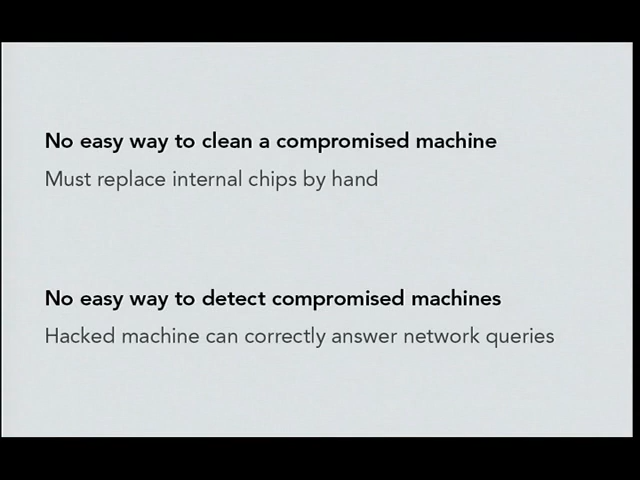 No easy way to clean a compromised machine
Must replace internal chips by hand
No easy way to detect compromised machines
Hacked machine can correctly answer network queries